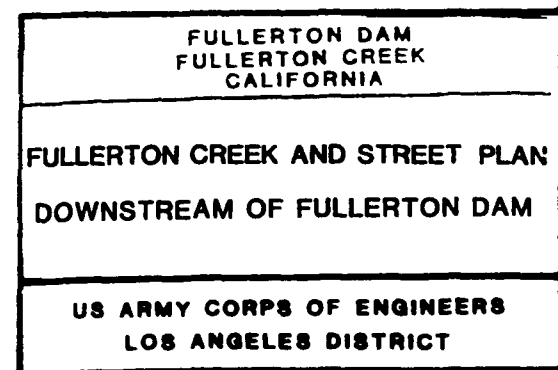 FULLERTON DAM
FULLERTON CREEK
CALIFORNIA
FULLERTON CREEK AND STREET PLAN
DOWNSTREAM OF FULLERTON DAM
US ARMY CORPS OF ENGINEERS
LOS ANGELES DISTRICT